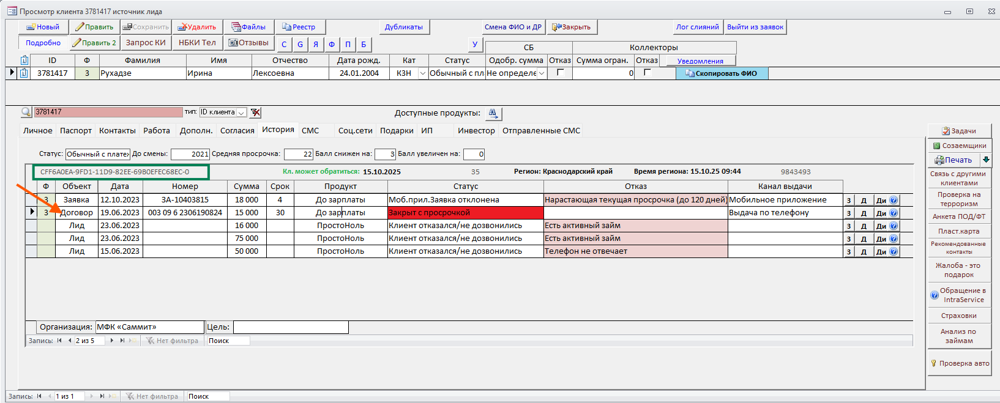 Просмотр клиента 3781417 источник лида
Новый Править Сохранить Удалить Файлы Реестр Дубликаты Смена ФИО и ДР Закрыть Лог слияний Выйти из заявок
Подробно Править 2 Запрос КИ НБКИ Тел Отзывы С G Я Ф П Б У СБ Коллекторы
ID Ф Фамилия Имя Отчество Дата рожд. Кат Статус Одобр. сумма Отказ Сумма огран. Отказ Уведомления
3781417 3 Рухадзе Ирина Лексоевна 24.01.2004 КЗН Обычный с пл Не определе 0 Скопировать ФИО
3781417 тип: ID клиента Доступные продукты:
Личное Паспорт Контакты Работа Дополн. Согласия История СМС Соц.сети Подарки ИП Инвестор Отправленные СМС
Статус: Обычный с платеж До смены: 2021 Средняя просрочка: 22 Балл снижен на: 3 Балл увеличен на: 0
CFF6A0EA-9FD1-11D9-82EE-69B0EFEC68EC-0 Кл. может обратиться: 15.10.2025 35 Регион: Краснодарский край Время региона: 15.10.25 09:44 9843493
Ф Объект Дата Номер Сумма Срок Продукт Статус Отказ Канал выдачи
3 Заявка 12.10.2023 ЗА-10403815 18 000 4 До зарплаты Моб.прил.Заявка отклонена Нарастающая текущая просрочка (до 120 дней) Мобильное приложение З Д Ди ?
3 Договор 19.06.2023 003 09 6 2306190824 15 000 30 До зарплаты Закрыт с просрочкой Выдача по телефону З Д Ди ?
Лид 23.06.2023 16 000 ПростоНоль Клиент отказался/не дозвонились Есть активный займ З Д Ди ?
Лид 23.06.2023 75 000 ПростоНоль Клиент отказался/не дозвонились Есть активный займ З Д Ди ?
Лид 15.06.2023 50 000 ПростоНоль Клиент отказался/не дозвонились Телефон не отвечает З Д Ди ?
Организация: МФК «Саммит» Цель:
Запись: 2 из 5 Нет фильтра Поиск
Задачи
Созаемщики
Печать
Связь с другими
клиентами
Проверка на
терроризм
Анкета ПОД/ФТ
Пласт.карта
Рекомендованные
контакты
Жалоба - это
подарок
? Обращение в
IntraService
Страховки
Анализ по
займам
Проверка авто
Запись: 1 из 1 Нет фильтра Поиск